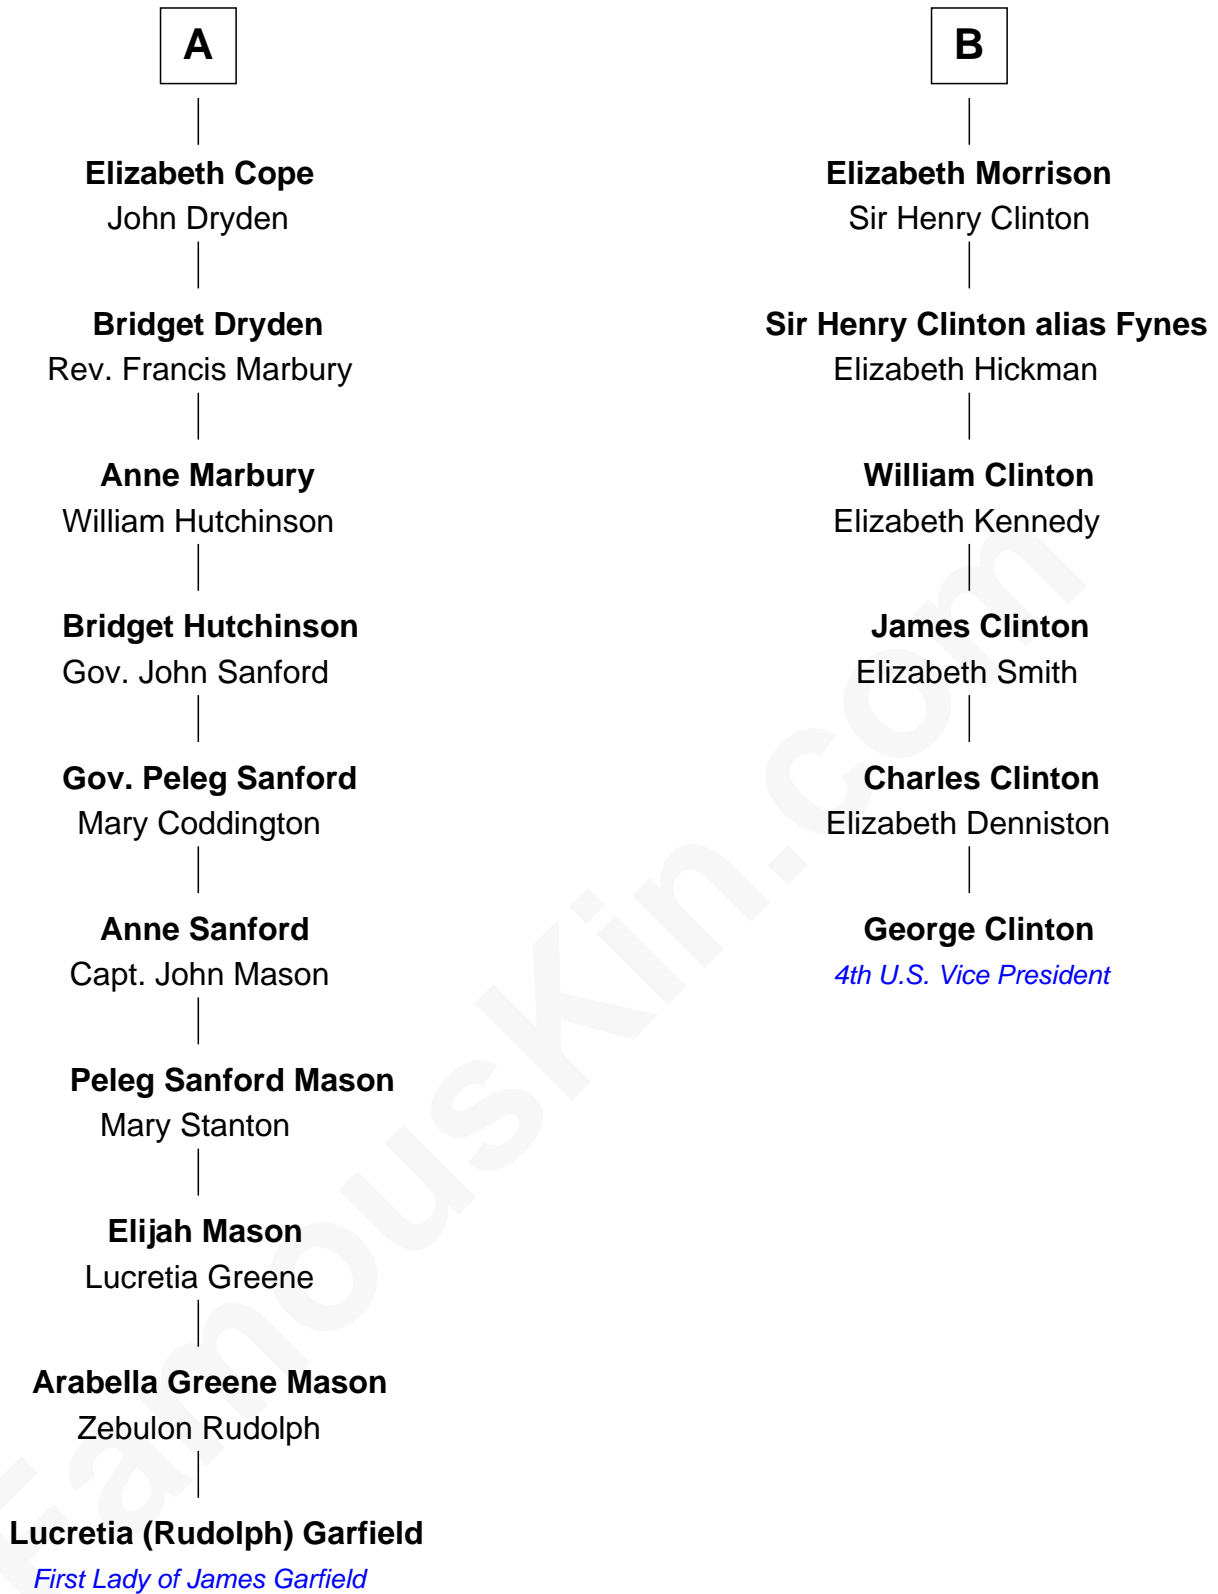 A
Elizabeth Cope
John Dryden
Bridget Dryden
Rev. Francis Marbury
Anne Marbury
William Hutchinson
Bridget Hutchinson
Gov. John Sanford
Gov. Peleg Sanford
Mary Coddington
Anne Sanford
Capt. John Mason
Peleg Sanford Mason
Mary Stanton
Elijah Mason
Lucretia Greene
Arabella Greene Mason
Zebulon Rudolph
Lucretia (Rudolph) Garfield
First Lady of James Garfield
B
Elizabeth Morrison
Sir Henry Clinton
Sir Henry Clinton alias Fynes
Elizabeth Hickman
William Clinton
Elizabeth Kennedy
James Clinton
Elizabeth Smith
Charles Clinton
Elizabeth Denniston
George Clinton
4th U.S. Vice President
FamousKin.com